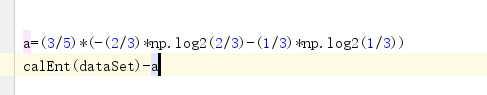 a=(3/5)*(-(2/3)*np.log2(2/3)-(1/3)*np.log2(1/3))
calEnt(dataSet)-a